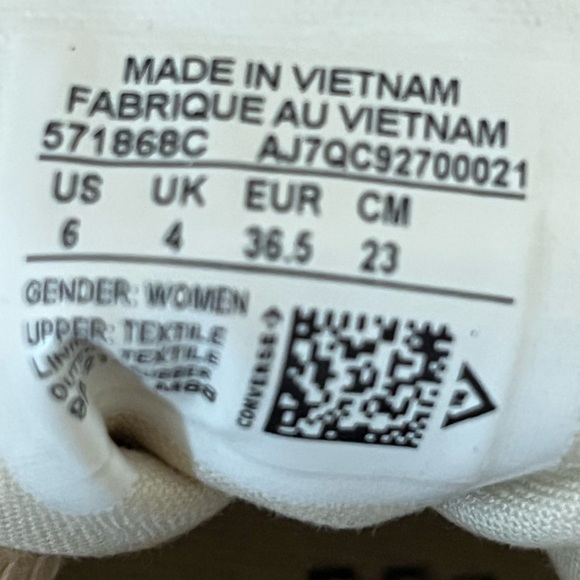 MADE IN VIETNAM
FABRIQUE AU VIETNAM
571868C AJ7QC92700021
US UK EUR CM
6 4 36.5 23
GENDER: WOMEN
UPPER: TEXTILE
TEXTILE
CONVERSE